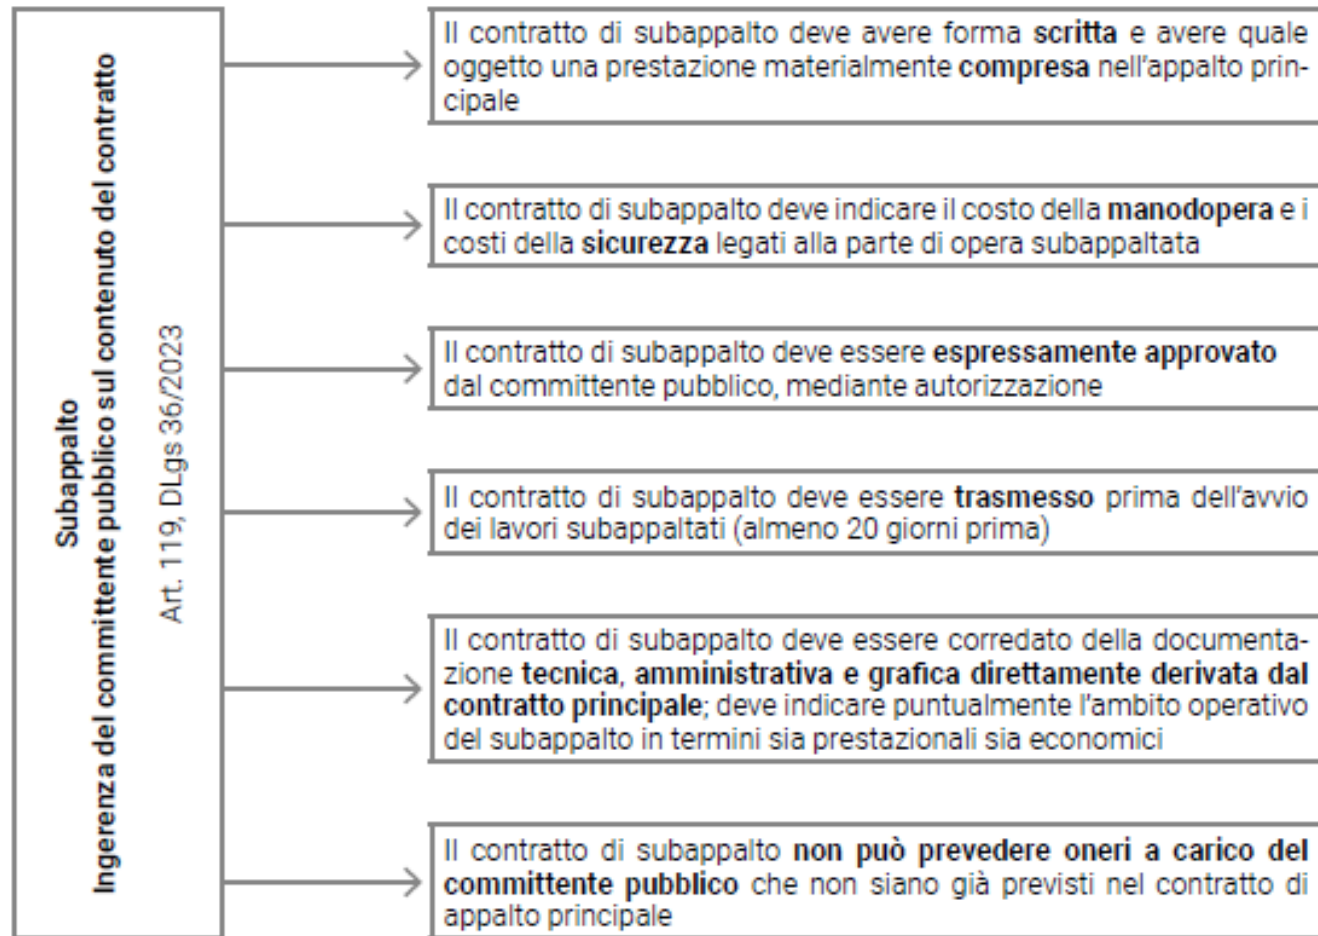 Subappalto
Ingerenza del committente pubblico sul contenuto del contratto
Art. 119, DLgs 36/2023
Il contratto di subappalto deve avere forma scritta e avere quale
oggetto una prestazione materialmente compresa nell'appalto prin-
cipale
Il contratto di subappalto deve indicare il costo della manodopera e i
costi della sicurezza legati alla parte di opera subappaltata
Il contratto di subappalto deve essere espressamente approvato
dal committente pubblico, mediante autorizzazione
Il contratto di subappalto deve essere trasmesso prima dell'avvio
dei lavori subappaltati (almeno 20 giorni prima)
Il contratto di subappalto deve essere corredato della documenta-
zione tecnica, amministrativa e grafica direttamente derivata dal
contratto principale; deve indicare puntualmente l'ambito operativo
del subappalto in termini sia prestazionali sia economici
Il contratto di subappalto non può prevedere oneri a carico del
committente pubblico che non siano già previsti nel contratto di
appalto principale